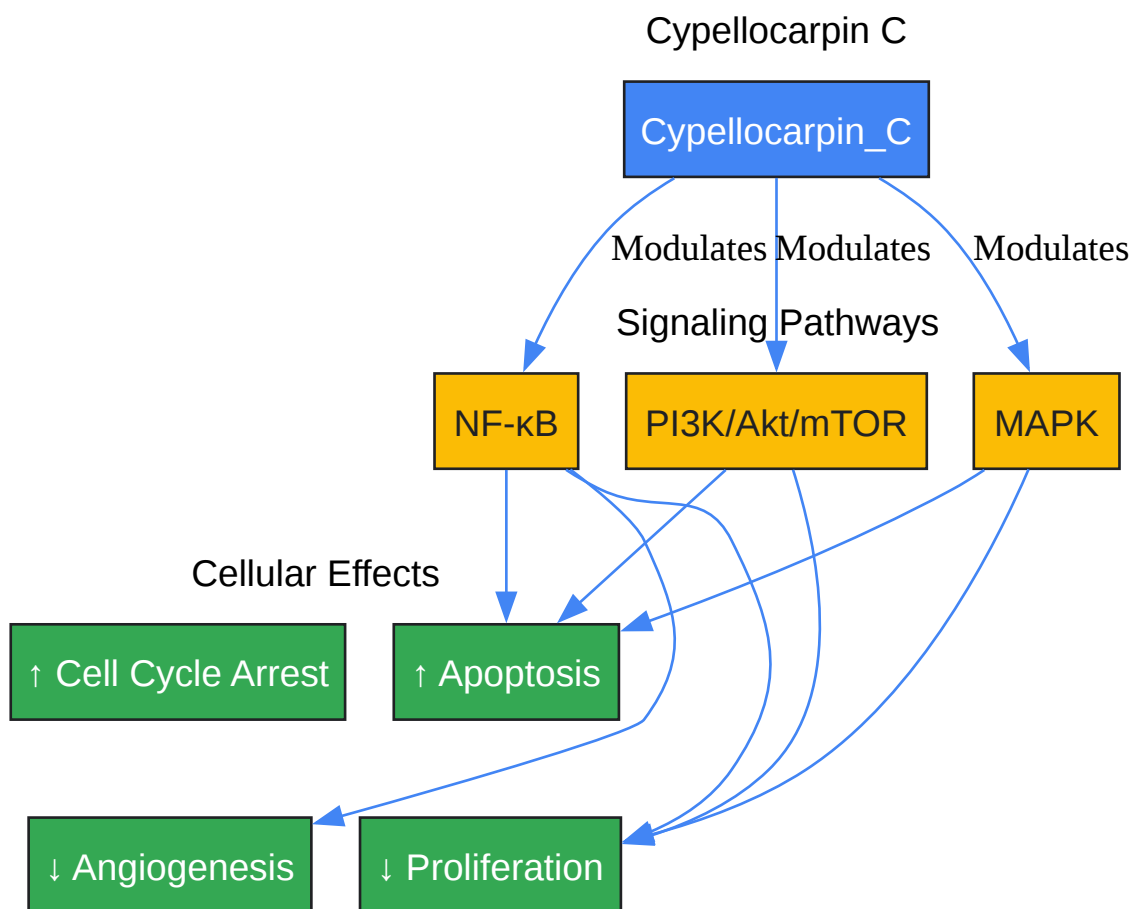 Cypellocarpin C
Cypellocarpin_C
Modulates
Modulates
Modulates
Signaling Pathways
NF-κB
PI3K/Akt/mTOR
MAPK
Cellular Effects
↑ Cell Cycle Arrest
↑ Apoptosis
↓ Angiogenesis
↓ Proliferation